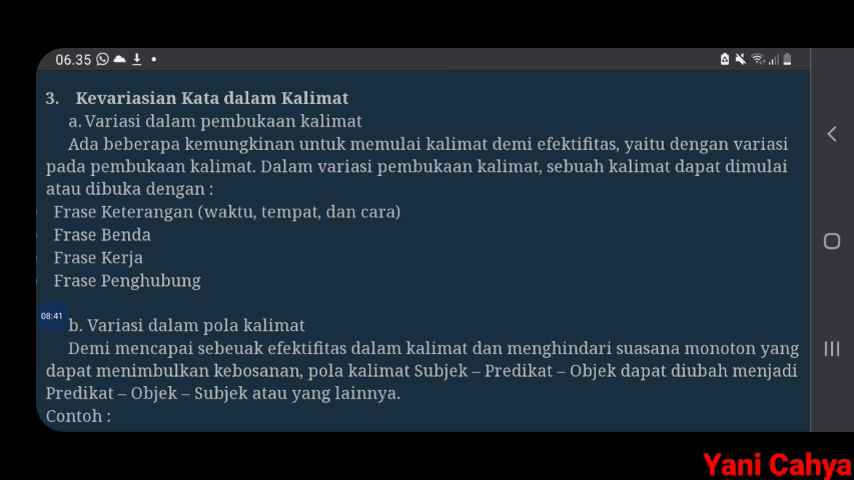 06.35
3. Kevariasian Kata dalam Kalimat
a. Variasi dalam pembukaan kalimat
Ada beberapa kemungkinan untuk memulai kalimat demi efektifitas, yaitu dengan variasi
pada pembukaan kalimat. Dalam variasi pembukaan kalimat, sebuah kalimat dapat dimulai
atau dibuka dengan :
Frase Keterangan (waktu, tempat, dan cara)
Frase Benda
Frase Kerja
Frase Penghubung
08:41
b. Variasi dalam pola kalimat
Demi mencapai sebeuak efektifitas dalam kalimat dan menghindari suasana monoton yang
dapat menimbulkan kebosanan, pola kalimat Subjek – Predikat – Objek dapat diubah menjadi
Predikat – Objek – Subjek atau yang lainnya.
Contoh :
Yani Cahya